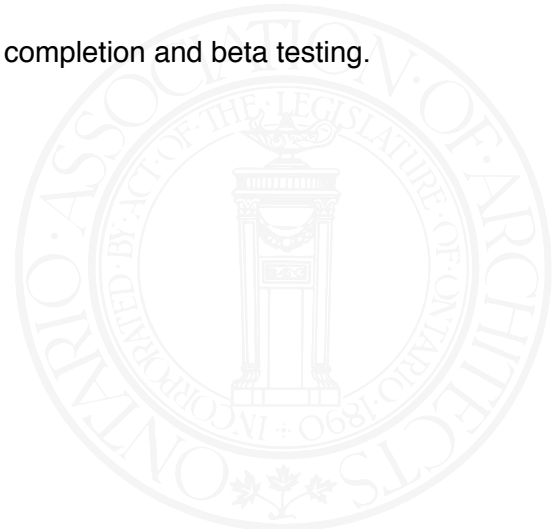 completion and beta testing.
ONTARIO · ASSOCIATION · OF · ARCHITECTS
INCORPORATED · BY · ACT · OF · THE · LEGISLATURE · OF · ONTARIO · 1890